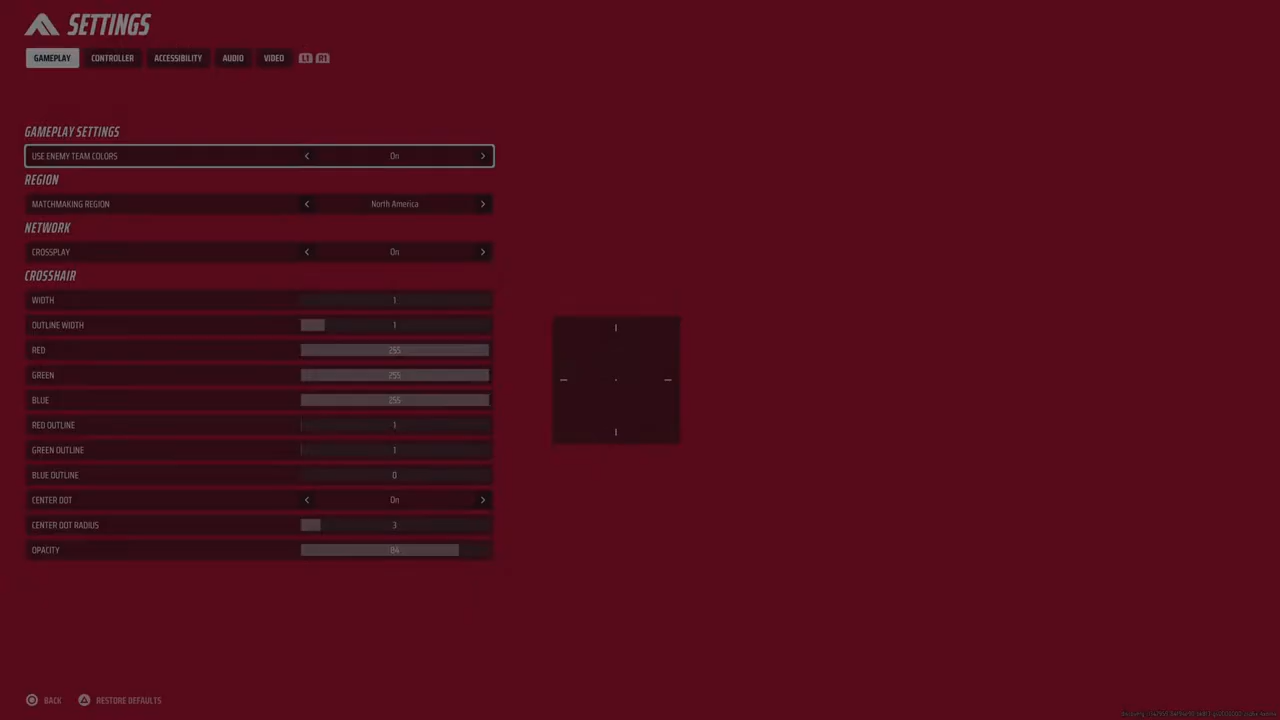 SETTINGS
GAMEPLAY CONTROLLER ACCESSIBILITY AUDIO VIDEO L1 R1
GAMEPLAY SETTINGS
USE ENEMY TEAM COLORS < On >
REGION
MATCHMAKING REGION < North America >
NETWORK
CROSSPLAY < On >
CROSSHAIR
WIDTH 1
OUTLINE WIDTH 1
RED 255
GREEN 255
BLUE 255
RED OUTLINE 1
GREEN OUTLINE 1
BLUE OUTLINE 0
CENTER DOT < On >
CENTER DOT RADIUS 3
OPACITY 84
BACK RESTORE DEFAULTS